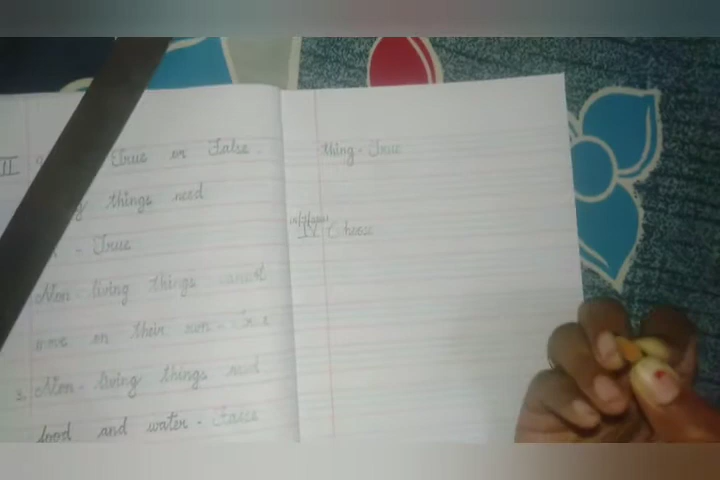 II
True or False.
things need
- True
Non-living things cannot
on their own - 
3. Non-living things need
food and water - False
thing - True
IV Choose